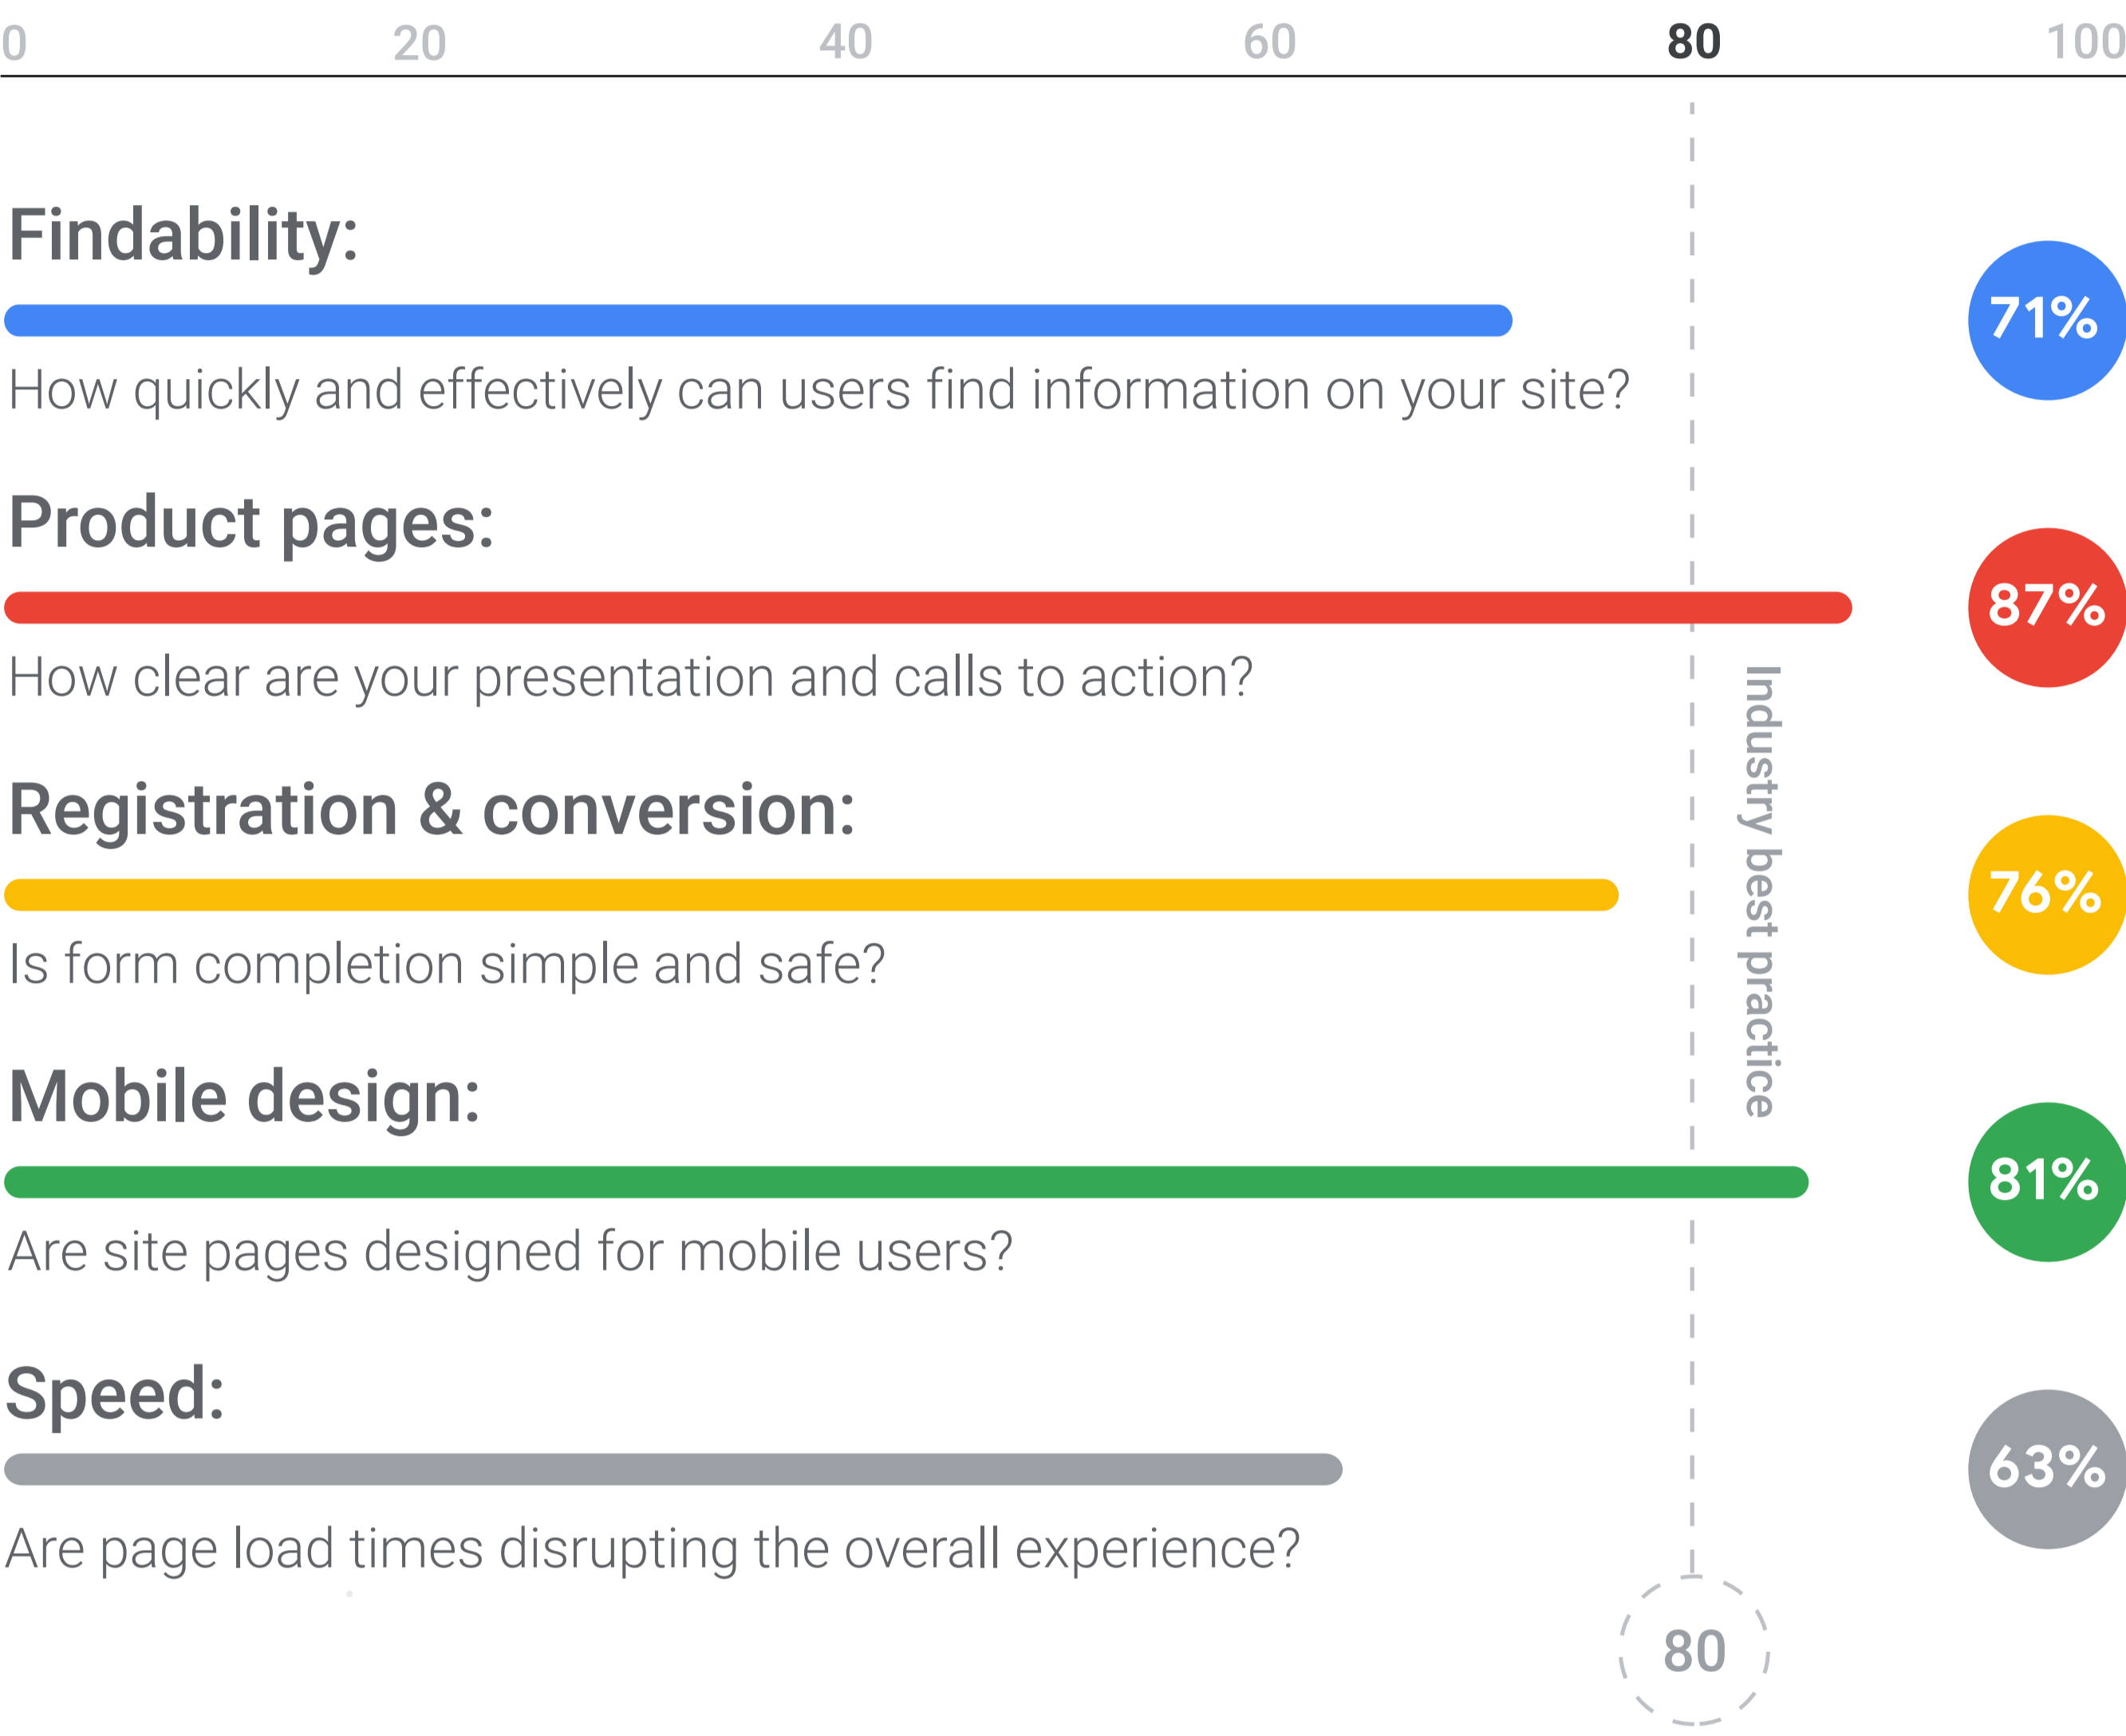 0 20 40 60 80 100
Findability:
71%
How quickly and effectively can users find information on your site?
Product pages:
87%
How clear are your presentation and calls to action?
Industry best practice
Registration & conversion:
76%
Is form completion simple and safe?
Mobile design:
81%
Are site pages designed for mobile users?
Speed:
63%
Are page load times disrupting the overall experience?
80